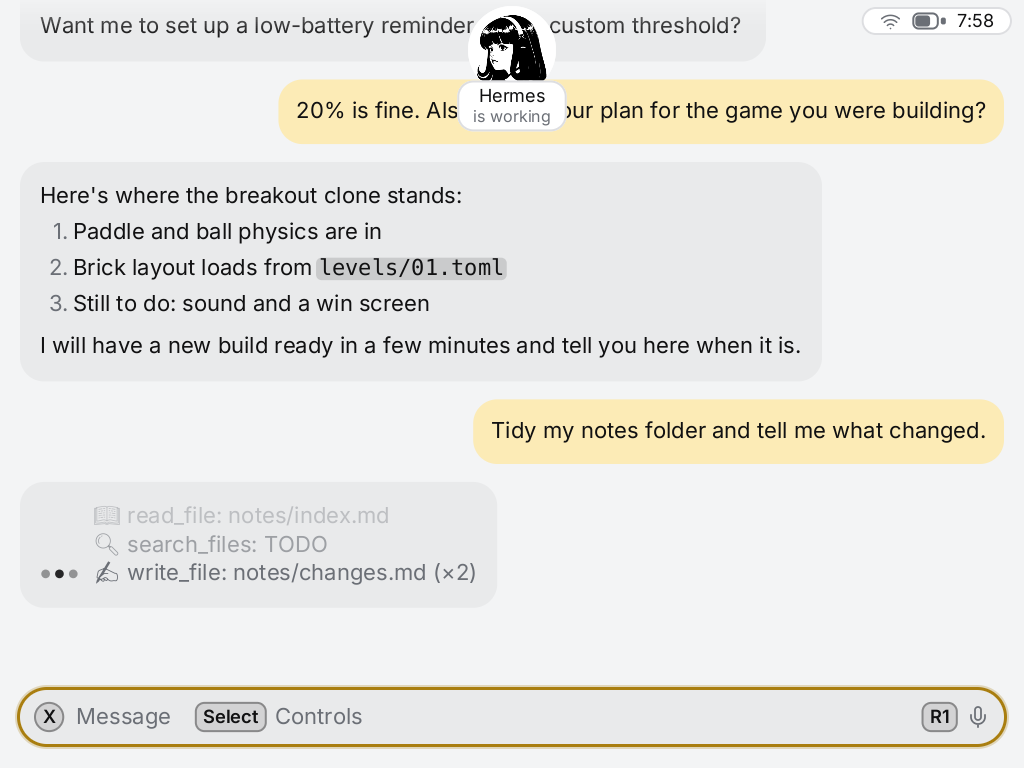 Want me to set up a low-battery reminder custom threshold?
7:58
Hermes
is working
20% is fine. our plan for the game you were building?
Here's where the breakout clone stands:
1. Paddle and ball physics are in
2. Brick layout loads from levels/01.toml
3. Still to do: sound and a win screen
I will have a new build ready in a few minutes and tell you here when it is.
Tidy my notes folder and tell me what changed.
read_file: notes/index.md
search_files: TODO
write_file: notes/changes.md (×2)
X Message Select Controls R1